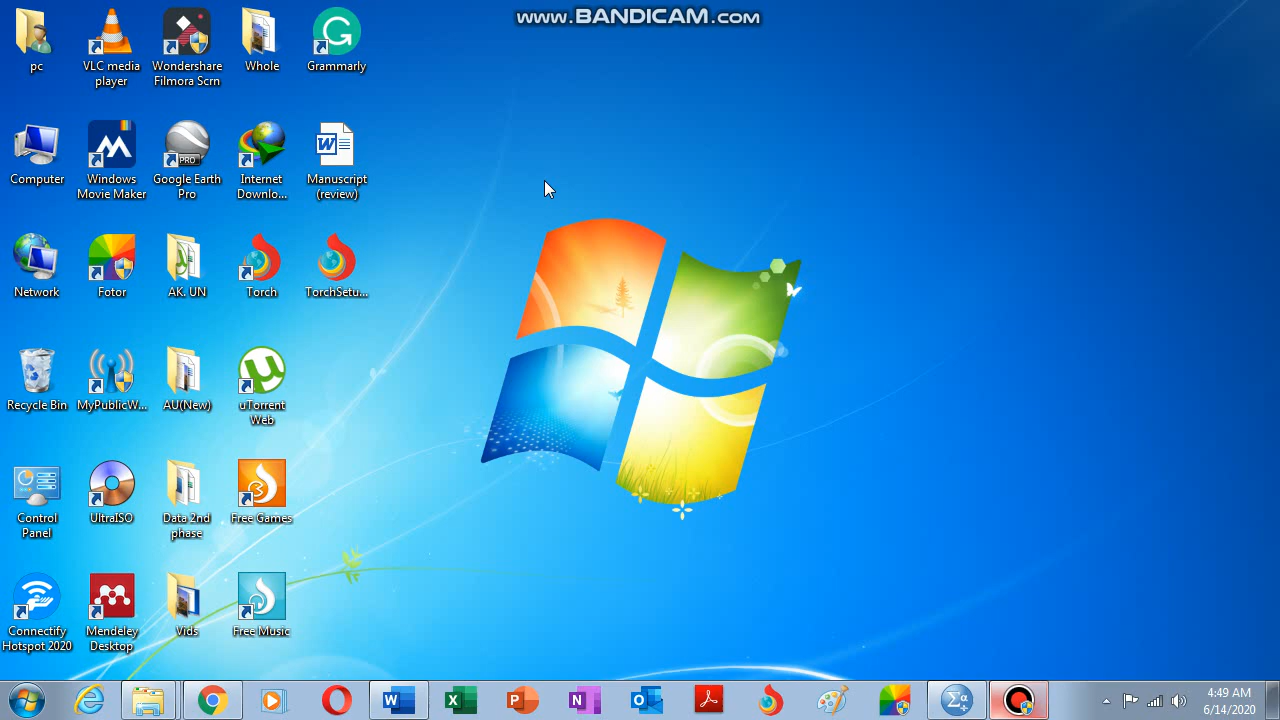 www.BANDICAM.com
pc
VLC media
player
Wondershare
Filmora Scrn
Whole
Grammarly
Computer
Windows
Movie Maker
Google Earth
Pro
PRO
Internet
Downlo...
Manuscript
(review)
Network
Fotor
AK. UN
Torch
TorchSetu...
Recycle Bin
MyPublicW...
AU(New)
uTorrent
Web
Control
Panel
UltraISO
Data 2nd
phase
Free Games
Connectify
Hotspot 2020
Mendeley
Desktop
Vids
Free Music
4:49 AM
6/14/2020